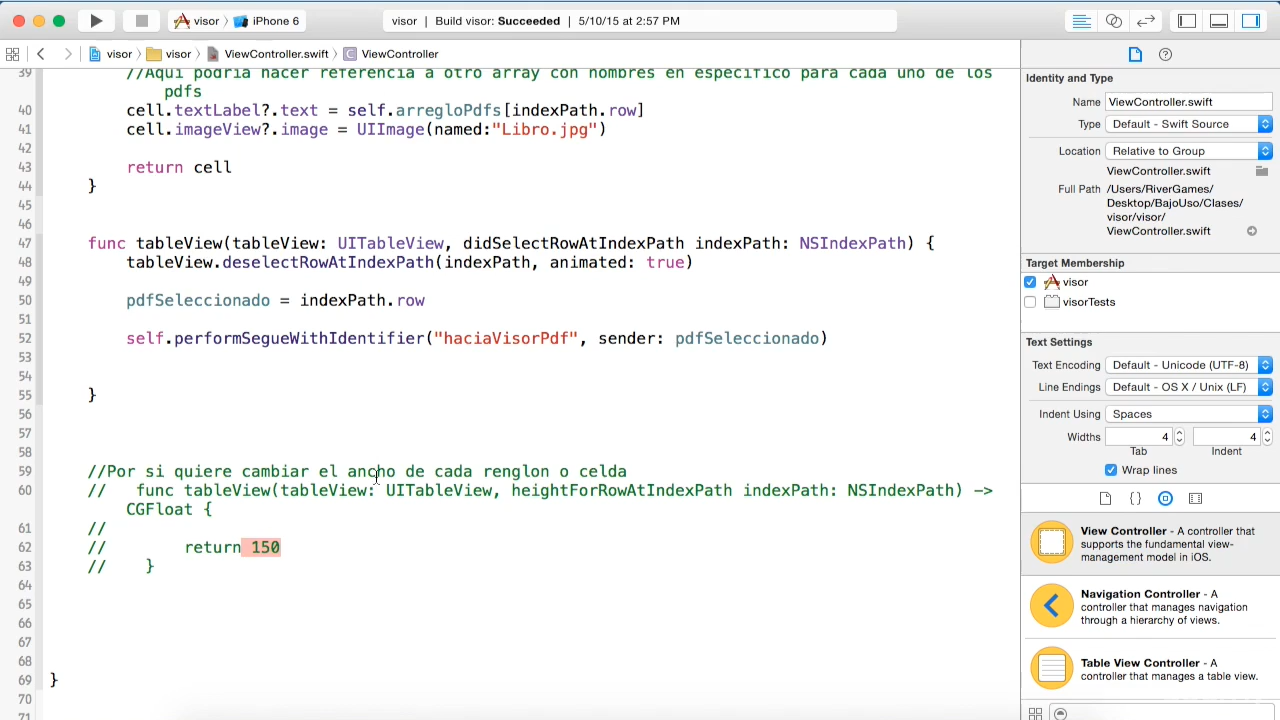 visor 〉 iPhone 6
visor | Build visor: Succeeded | 5/10/15 at 2:57 PM
visor 〉 visor 〉 ViewController.swift 〉 C ViewController
39 //Aqui podria hacer referencia a otro array con nombres en especifico para cada uno de los
pdfs
40 cell.textLabel?.text = self.arregloPdfs[indexPath.row]
41 cell.imageView?.image = UIImage(named:"Libro.jpg")
42
43 return cell
44 }
45
46
47 func tableView(tableView: UITableView, didSelectRowAtIndexPath indexPath: NSIndexPath) {
48 tableView.deselectRowAtIndexPath(indexPath, animated: true)
49
50 pdfSeleccionado = indexPath.row
51
52 self.performSegueWithIdentifier("haciaVisorPdf", sender: pdfSeleccionado)
53
54
55 }
56
57
58
59 //Por si quiere cambiar el ancho de cada renglon o celda
60 // func tableView(tableView: UITableView, heightForRowAtIndexPath indexPath: NSIndexPath) ->
CGFloat {
61 //
62 // return 150
63 // }
64
65
66
67
68
69 }
70
71
Identity and Type
Name ViewController.swift
Type Default - Swift Source
Location Relative to Group
ViewController.swift
Full Path /Users/RiverGames/
Desktop/BajoUso/Clases/
visor/visor/
ViewController.swift
Target Membership
visor
visorTests
Text Settings
Text Encoding Default - Unicode (UTF-8)
Line Endings Default - OS X / Unix (LF)
Indent Using Spaces
Widths 4 4
Tab Indent
Wrap lines
{ }
View Controller - A controller that
supports the fundamental view-
management model in iOS.
Navigation Controller - A
controller that manages navigation
through a hierarchy of views.
Table View Controller - A
controller that manages a table view.